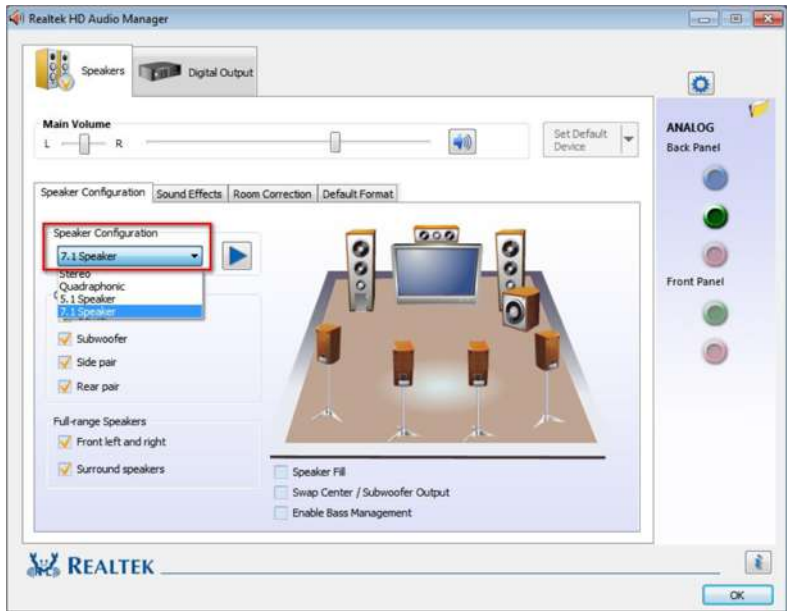 Realtek HD Audio Manager
Speakers
Digital Output
Main Volume
L
R
Set Default
Device
ANALOG
Back Panel
Speaker Configuration
Sound Effects
Room Correction
Default Format
Speaker Configuration
7.1 Speaker
Stereo
Quadraphonic
5.1 Speaker
7.1 Speaker
Subwoofer
Side pair
Rear pair
Front Panel
Full-range Speakers
Front left and right
Surround speakers
Speaker Fill
Swap Center / Subwoofer Output
Enable Bass Management
REALTEK
i
OK